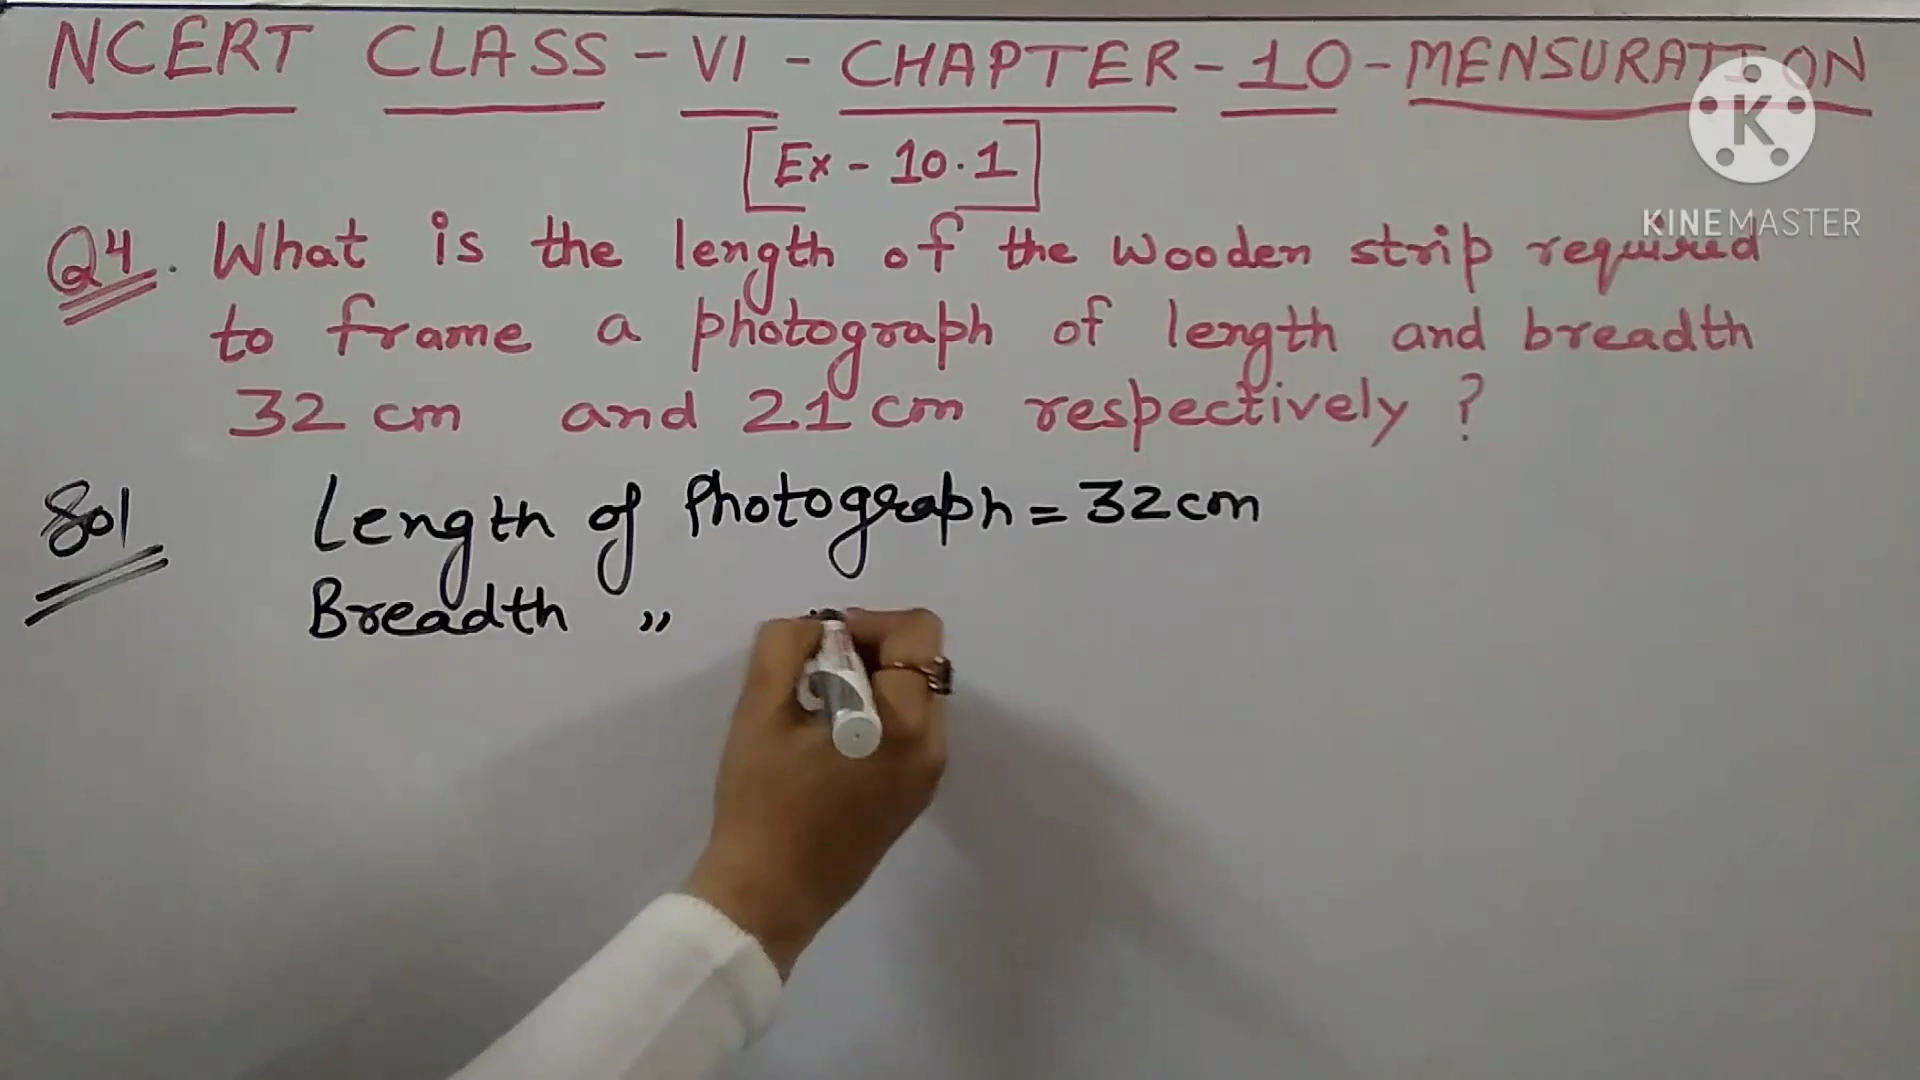 NCERT CLASS - VI - CHAPTER - 10 - MENSURATION
[Ex - 10.1]
K
KINEMASTER
Q4. What is the length of the wooden strip required
to frame a photograph of length and breadth
32 cm and 21 cm respectively ?
Sol Length of Photograph = 32 cm
Breadth " "